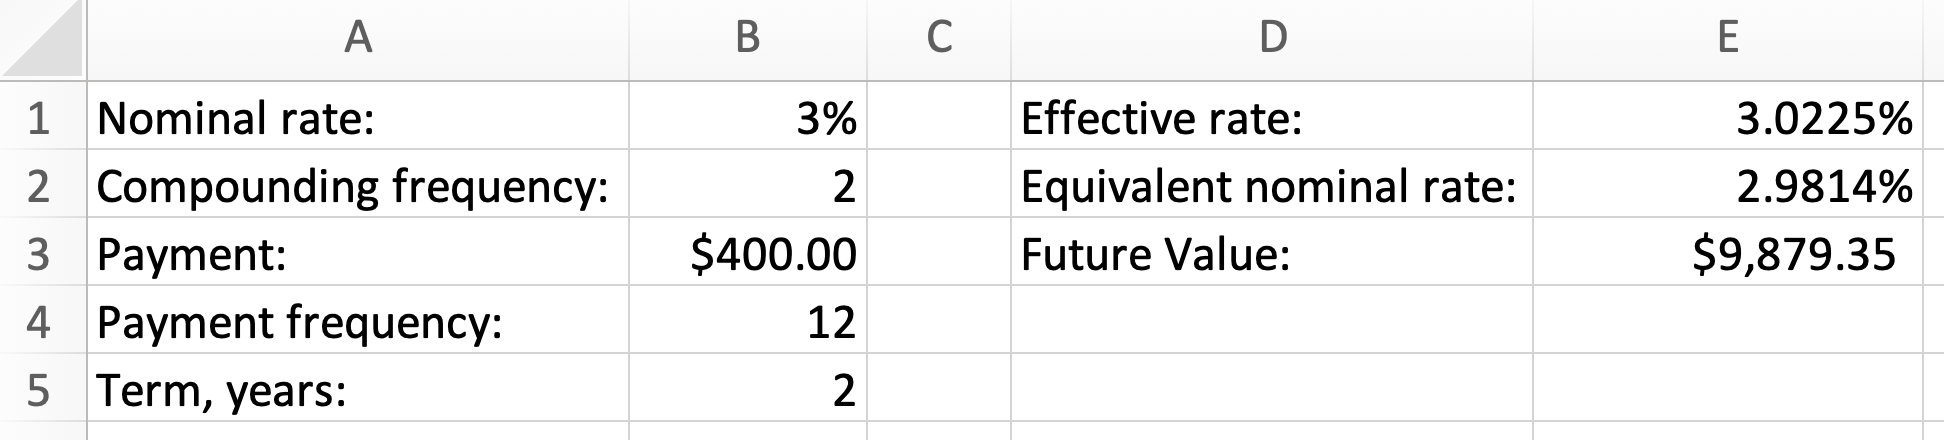 A B C D E
1 Nominal rate: 3% Effective rate: 3.0225%
2 Compounding frequency: 2 Equivalent nominal rate: 2.9814%
3 Payment: $400.00 Future Value: $9,879.35
4 Payment frequency: 12
5 Term, years: 2